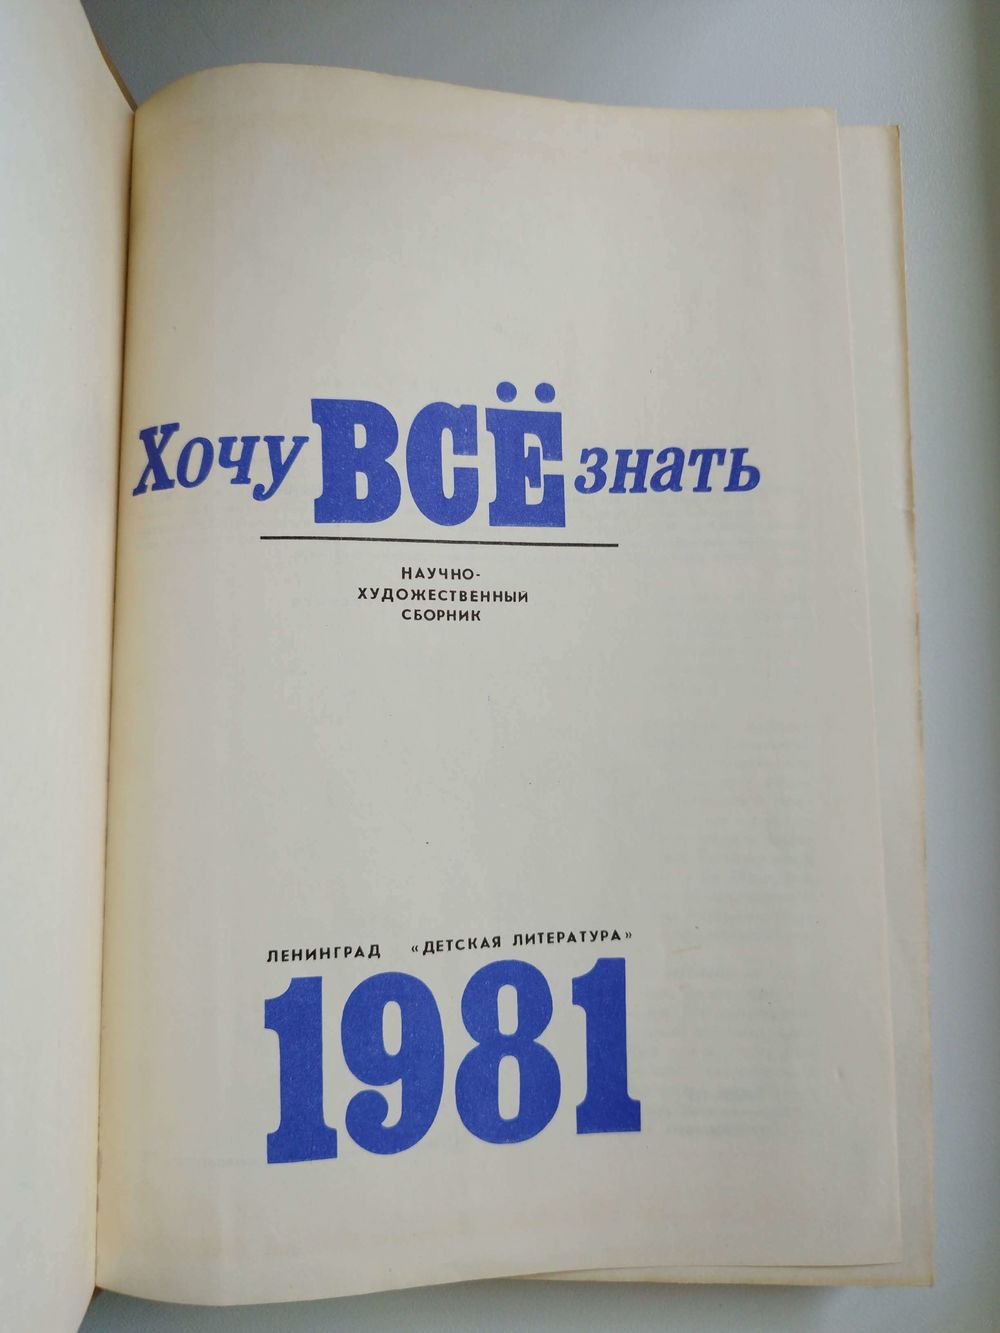 Хочу ВСЁ знать
НАУЧНО-
ХУДОЖЕСТВЕННЫЙ
СБОРНИК
ЛЕНИНГРАД «ДЕТСКАЯ ЛИТЕРАТУРА»
1981